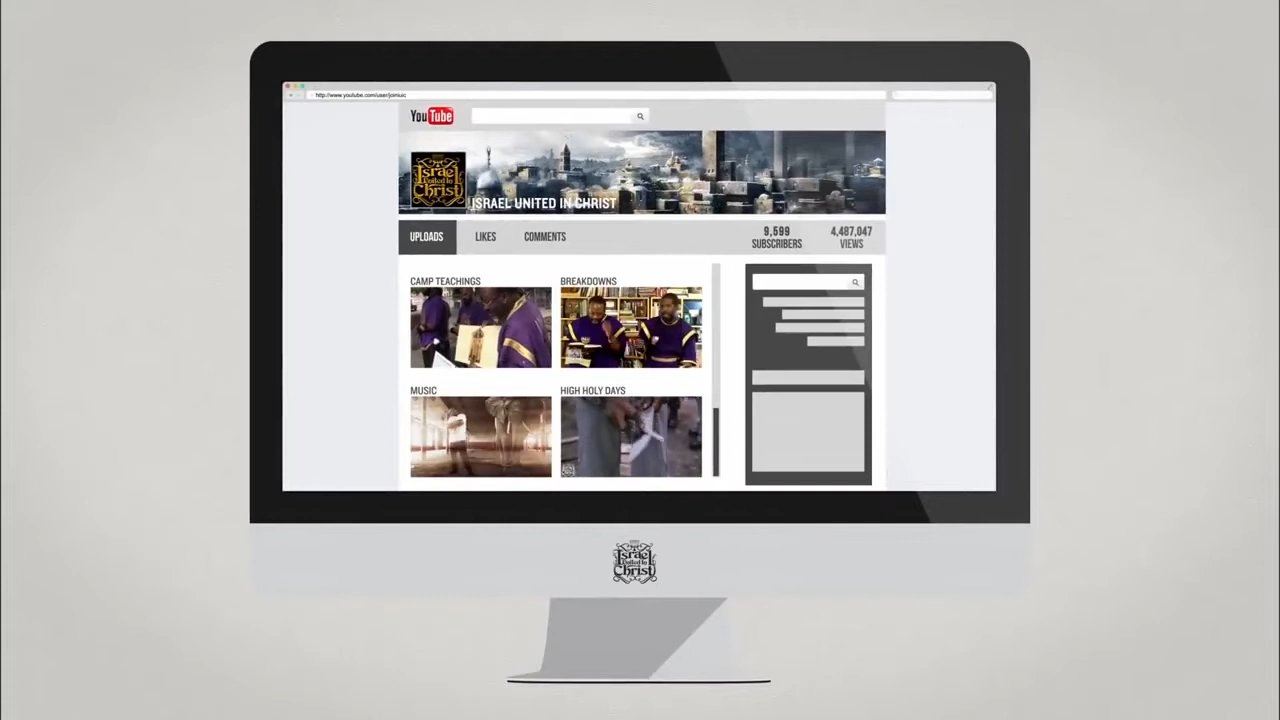 http://www.youtube.com/user/joiniuic
YouTube
Israel
United In
Christ
ISRAEL UNITED IN CHRIST
UPLOADS LIKES COMMENTS
9,599 4,487,047
SUBSCRIBERS VIEWS
CAMP TEACHINGS BREAKDOWNS
MUSIC HIGH HOLY DAYS
Israel
United In
Christ